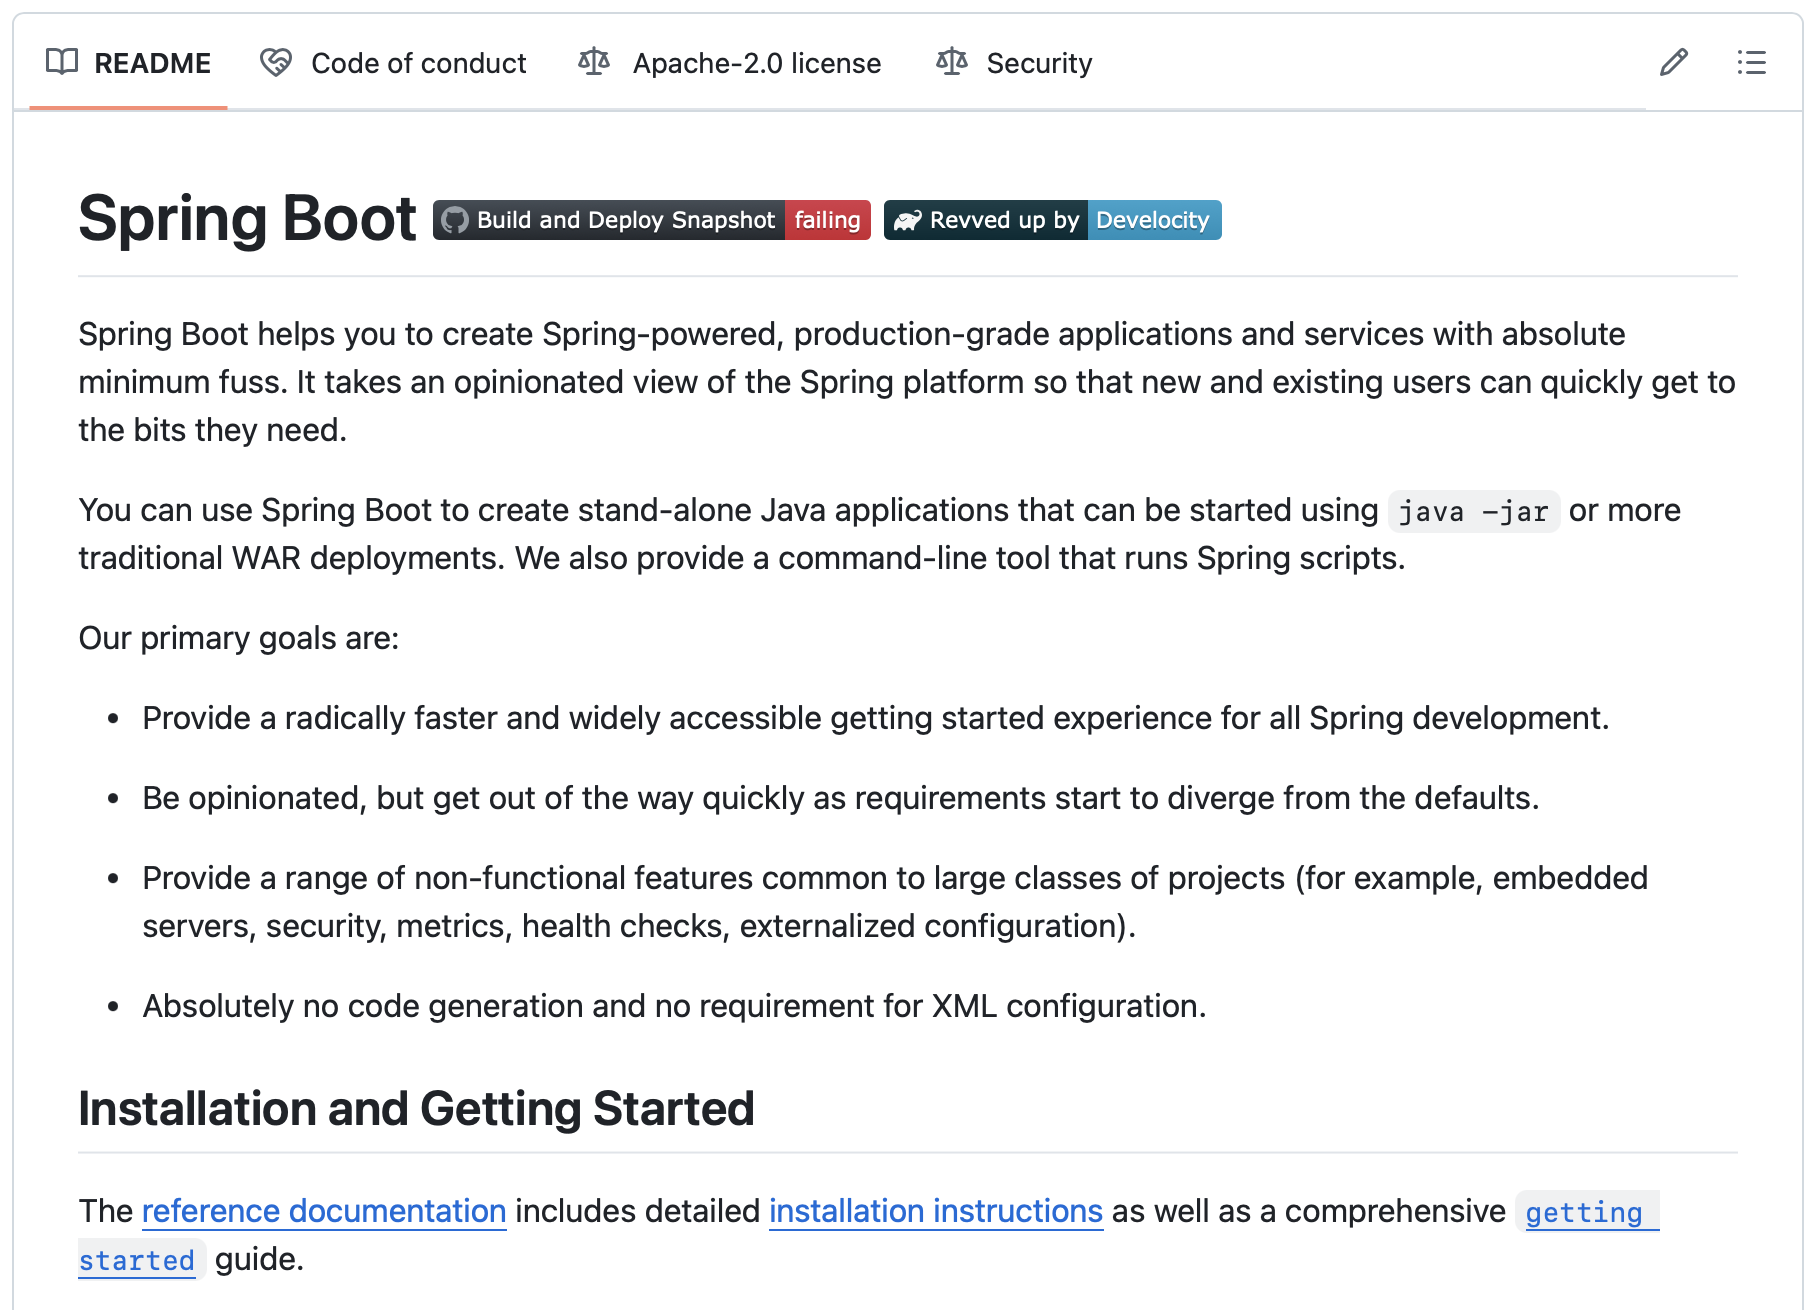 README
Code of conduct
Apache-2.0 license
Security
Spring Boot
Build and Deploy Snapshot failing
Revved up by Develocity
Spring Boot helps you to create Spring-powered, production-grade applications and services with absolute
minimum fuss. It takes an opinionated view of the Spring platform so that new and existing users can quickly get to
the bits they need.
You can use Spring Boot to create stand-alone Java applications that can be started using java -jar or more
traditional WAR deployments. We also provide a command-line tool that runs Spring scripts.
Our primary goals are:
• Provide a radically faster and widely accessible getting started experience for all Spring development.
• Be opinionated, but get out of the way quickly as requirements start to diverge from the defaults.
• Provide a range of non-functional features common to large classes of projects (for example, embedded
servers, security, metrics, health checks, externalized configuration).
• Absolutely no code generation and no requirement for XML configuration.
Installation and Getting Started
The reference documentation includes detailed installation instructions as well as a comprehensive getting
started guide.